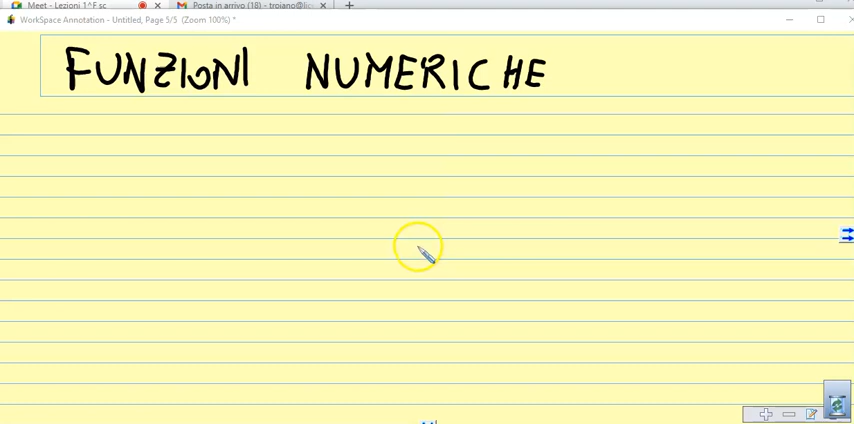 Meet - Lezioni 1^F sc
Posta in arrivo (18) - trpiano@lic
WorkSpace Annotation - Untitled, Page 5/5 (Zoom 100%) *
FUNZIONI NUMERICHE